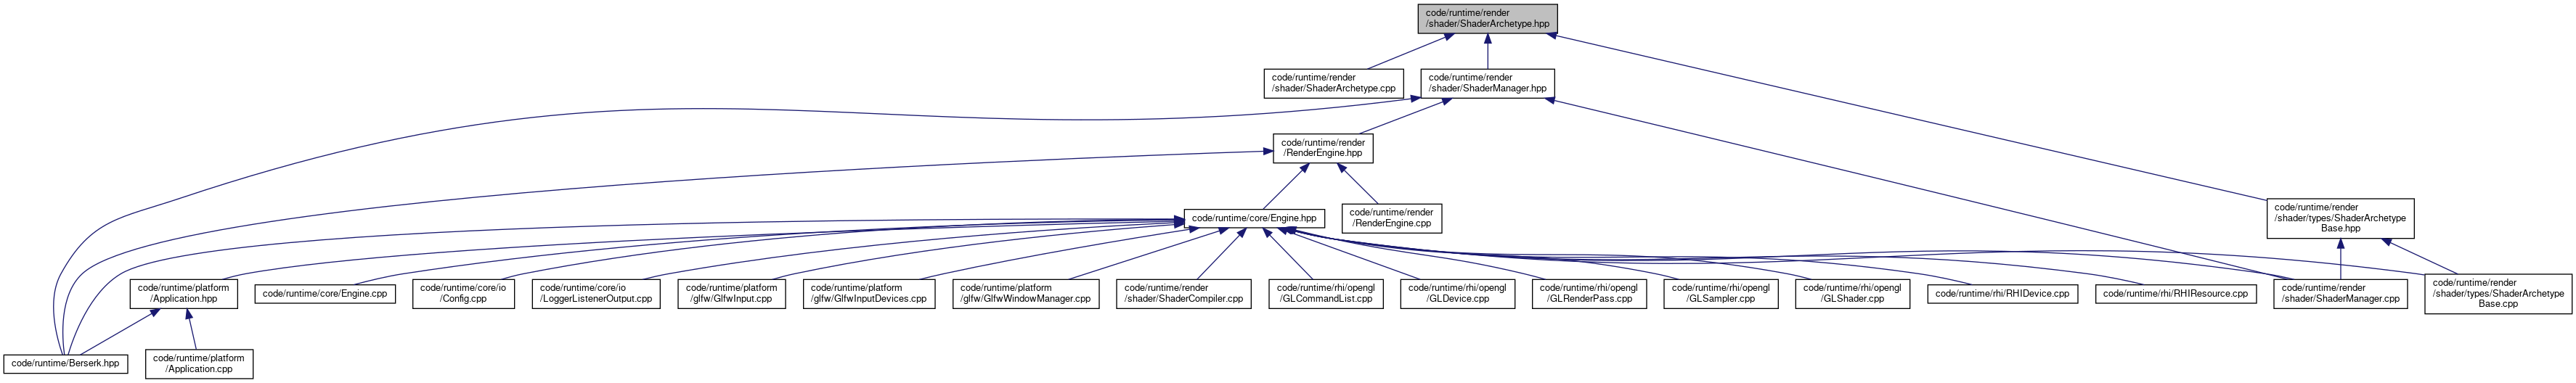 code/runtime/render
/shader/ShaderArchetype.hpp
code/runtime/render
/shader/ShaderArchetype.cpp
code/runtime/render
/shader/ShaderManager.hpp
code/runtime/render
/RenderEngine.hpp
code/runtime/core/Engine.hpp
code/runtime/render
/RenderEngine.cpp
code/runtime/render
/shader/types/ShaderArchetype
Base.hpp
code/runtime/platform
/Application.hpp
code/runtime/core/Engine.cpp
code/runtime/core/io
/Config.cpp
code/runtime/core/io
/LoggerListenerOutput.cpp
code/runtime/platform
/glfw/GlfwInput.cpp
code/runtime/platform
/glfw/GlfwInputDevices.cpp
code/runtime/platform
/glfw/GlfwWindowManager.cpp
code/runtime/render
/shader/ShaderCompiler.cpp
code/runtime/rhi/opengl
/GLCommandList.cpp
code/runtime/rhi/opengl
/GLDevice.cpp
code/runtime/rhi/opengl
/GLRenderPass.cpp
code/runtime/rhi/opengl
/GLSampler.cpp
code/runtime/rhi/opengl
/GLShader.cpp
code/runtime/rhi/RHIDevice.cpp
code/runtime/rhi/RHIResource.cpp
code/runtime/render
/shader/ShaderManager.cpp
code/runtime/render
/shader/types/ShaderArchetype
Base.cpp
code/runtime/Berserk.hpp
code/runtime/platform
/Application.cpp